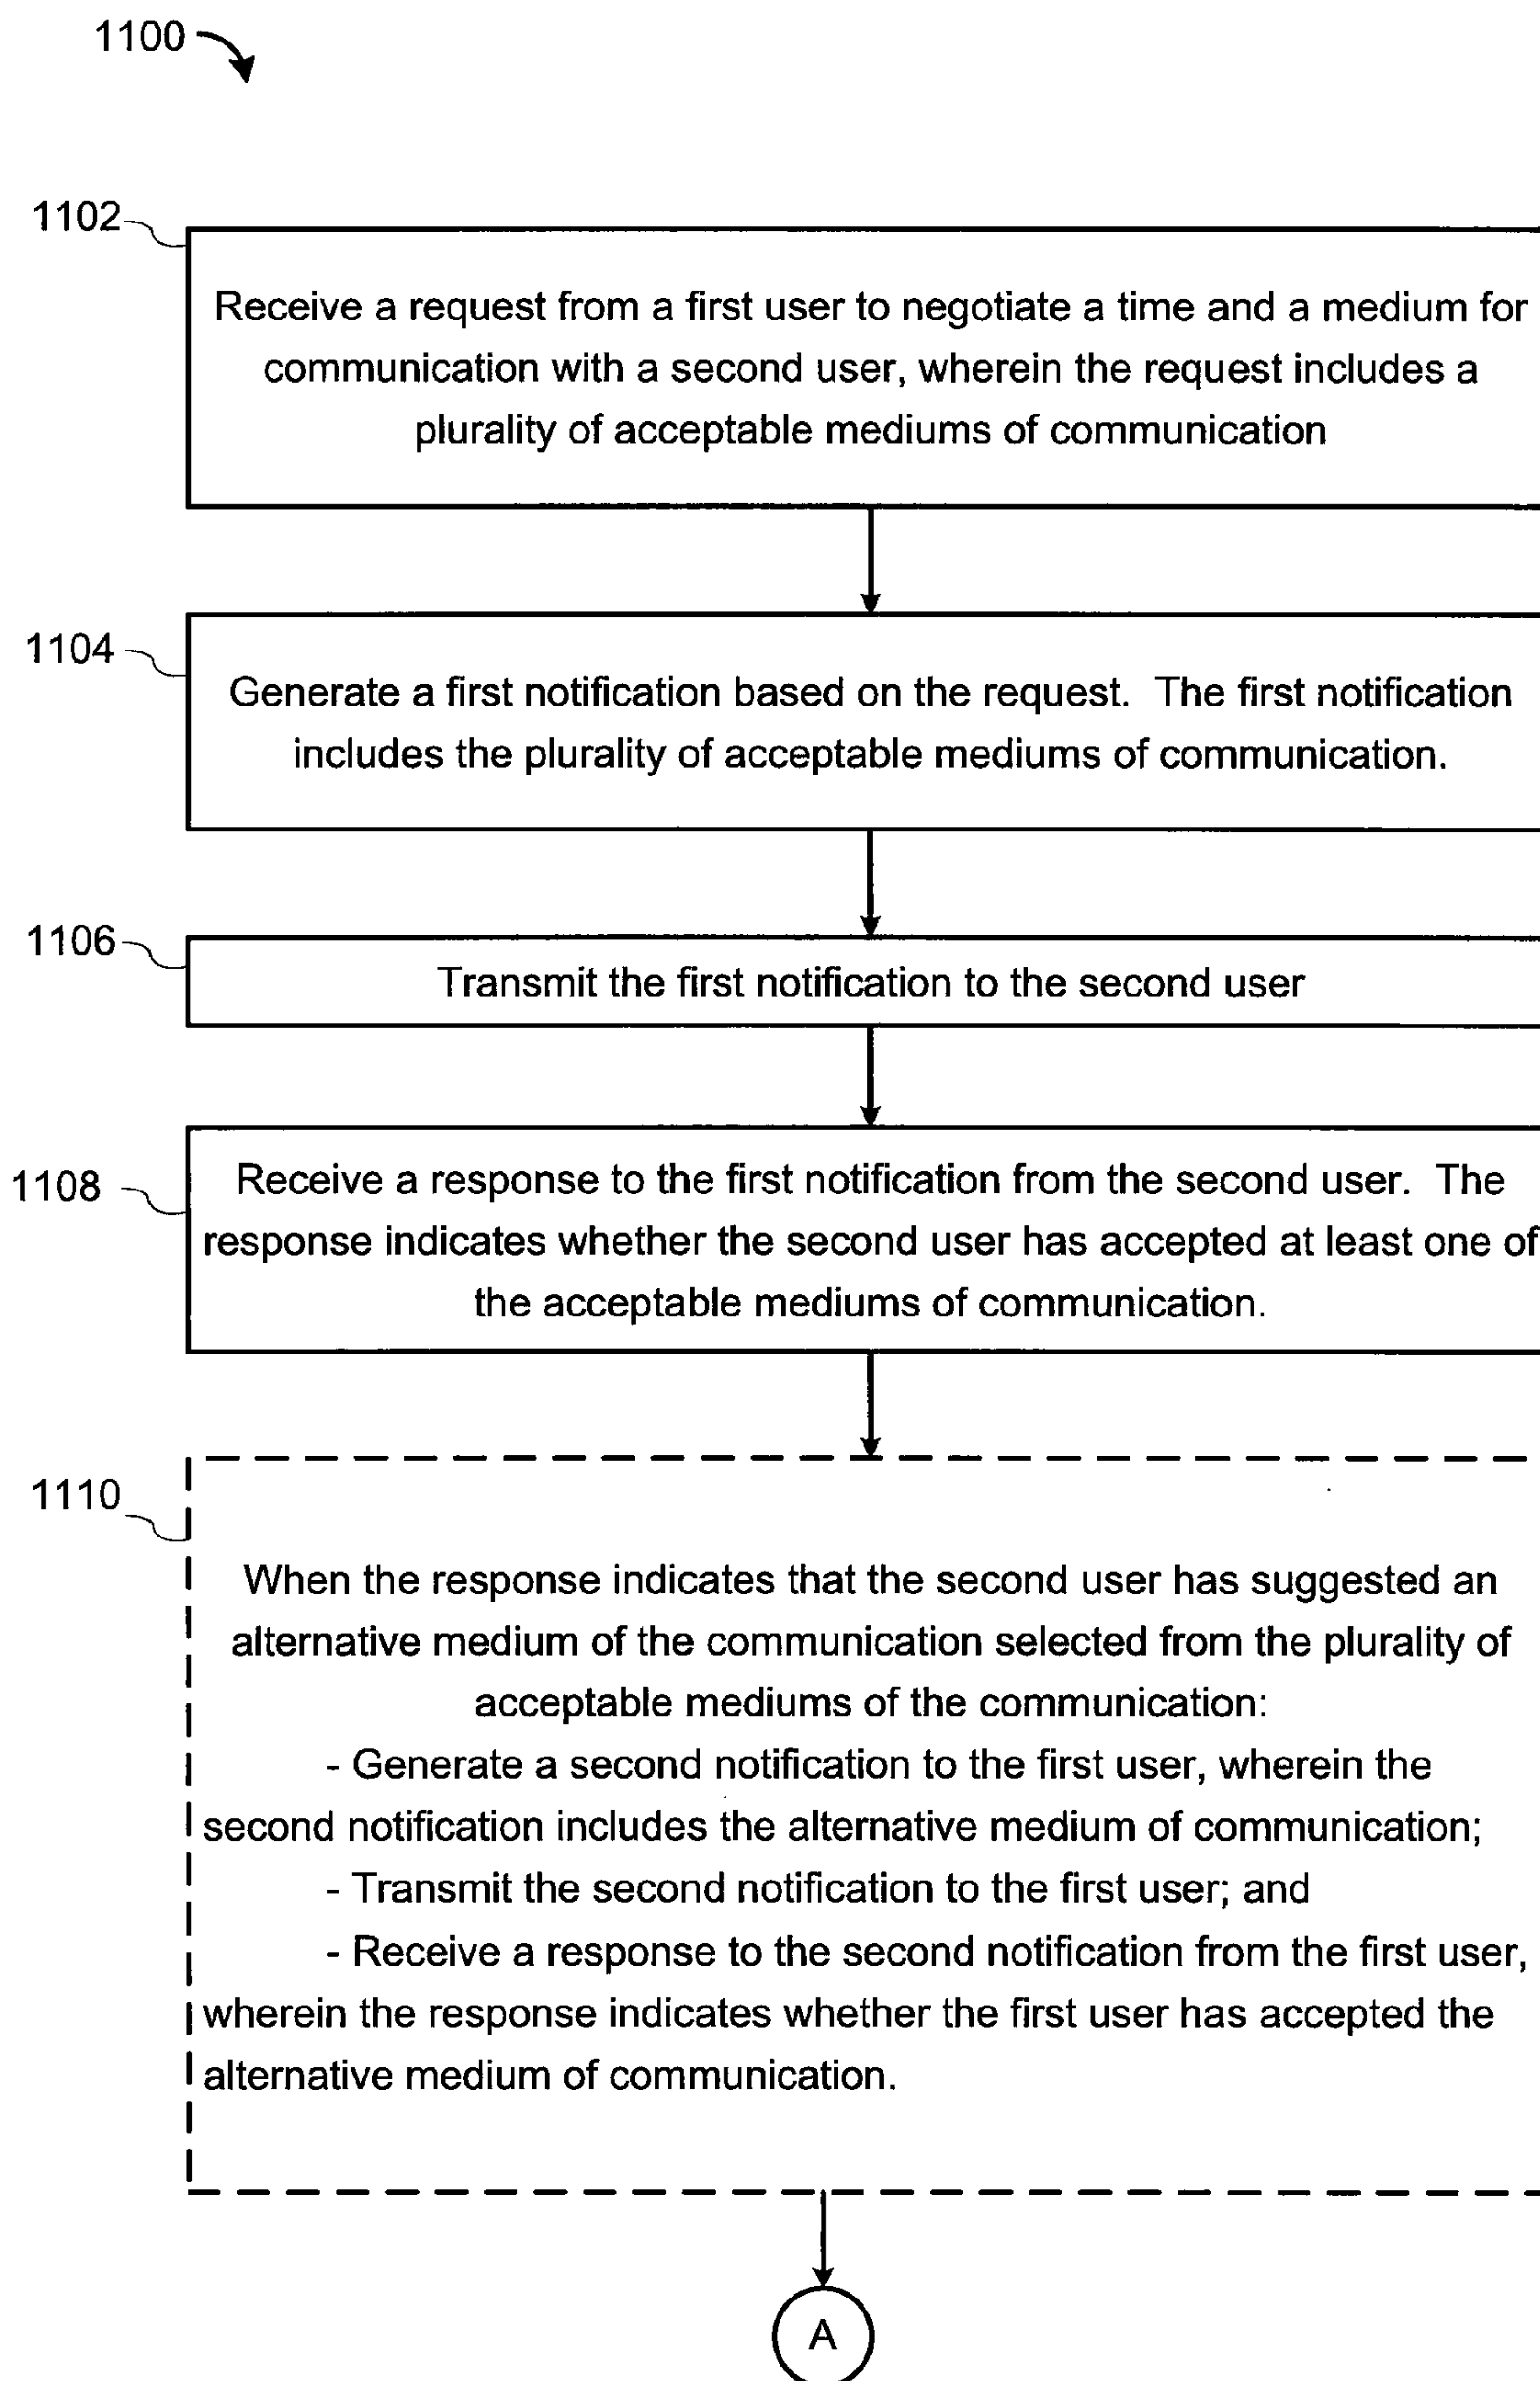 1100
1102
Receive a request from a first user to negotiate a time and a medium for
communication with a second user, wherein the request includes a
plurality of acceptable mediums of communication
1104
Generate a first notification based on the request. The first notification
includes the plurality of acceptable mediums of communication.
1106
Transmit the first notification to the second user
1108
Receive a response to the first notification from the second user. The
response indicates whether the second user has accepted at least one of
the acceptable mediums of communication.
1110
When the response indicates that the second user has suggested an
alternative medium of the communication selected from the plurality of
acceptable mediums of the communication:
- Generate a second notification to the first user, wherein the
second notification includes the alternative medium of communication;
- Transmit the second notification to the first user; and
- Receive a response to the second notification from the first user,
wherein the response indicates whether the first user has accepted the
alternative medium of communication.
A